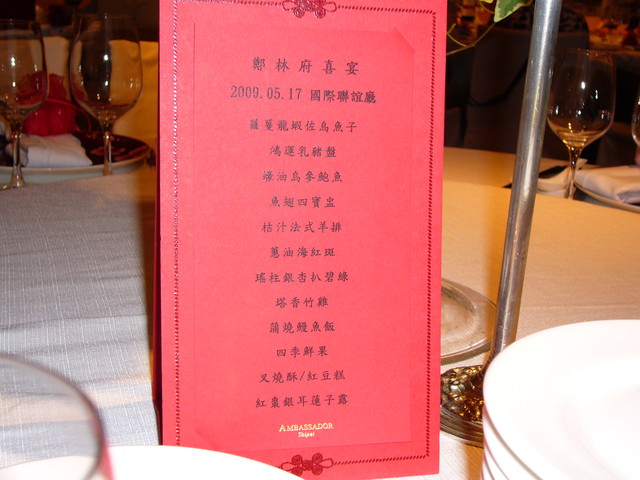 鄭林府喜宴
2009.05.17 國際聯誼廳
蘿蔓龍蝦佐烏魚子
鴻運乳豬盤
蠔油烏參鮑魚
魚翅四寶盅
桔汁法式羊排
蔥油海紅斑
瑤柱銀杏扒碧綠
塔香竹雞
蒲燒鰻魚飯
四季鮮果
叉燒酥/紅豆糕
紅棗銀耳蓮子露
AMBASSADOR
Taipei